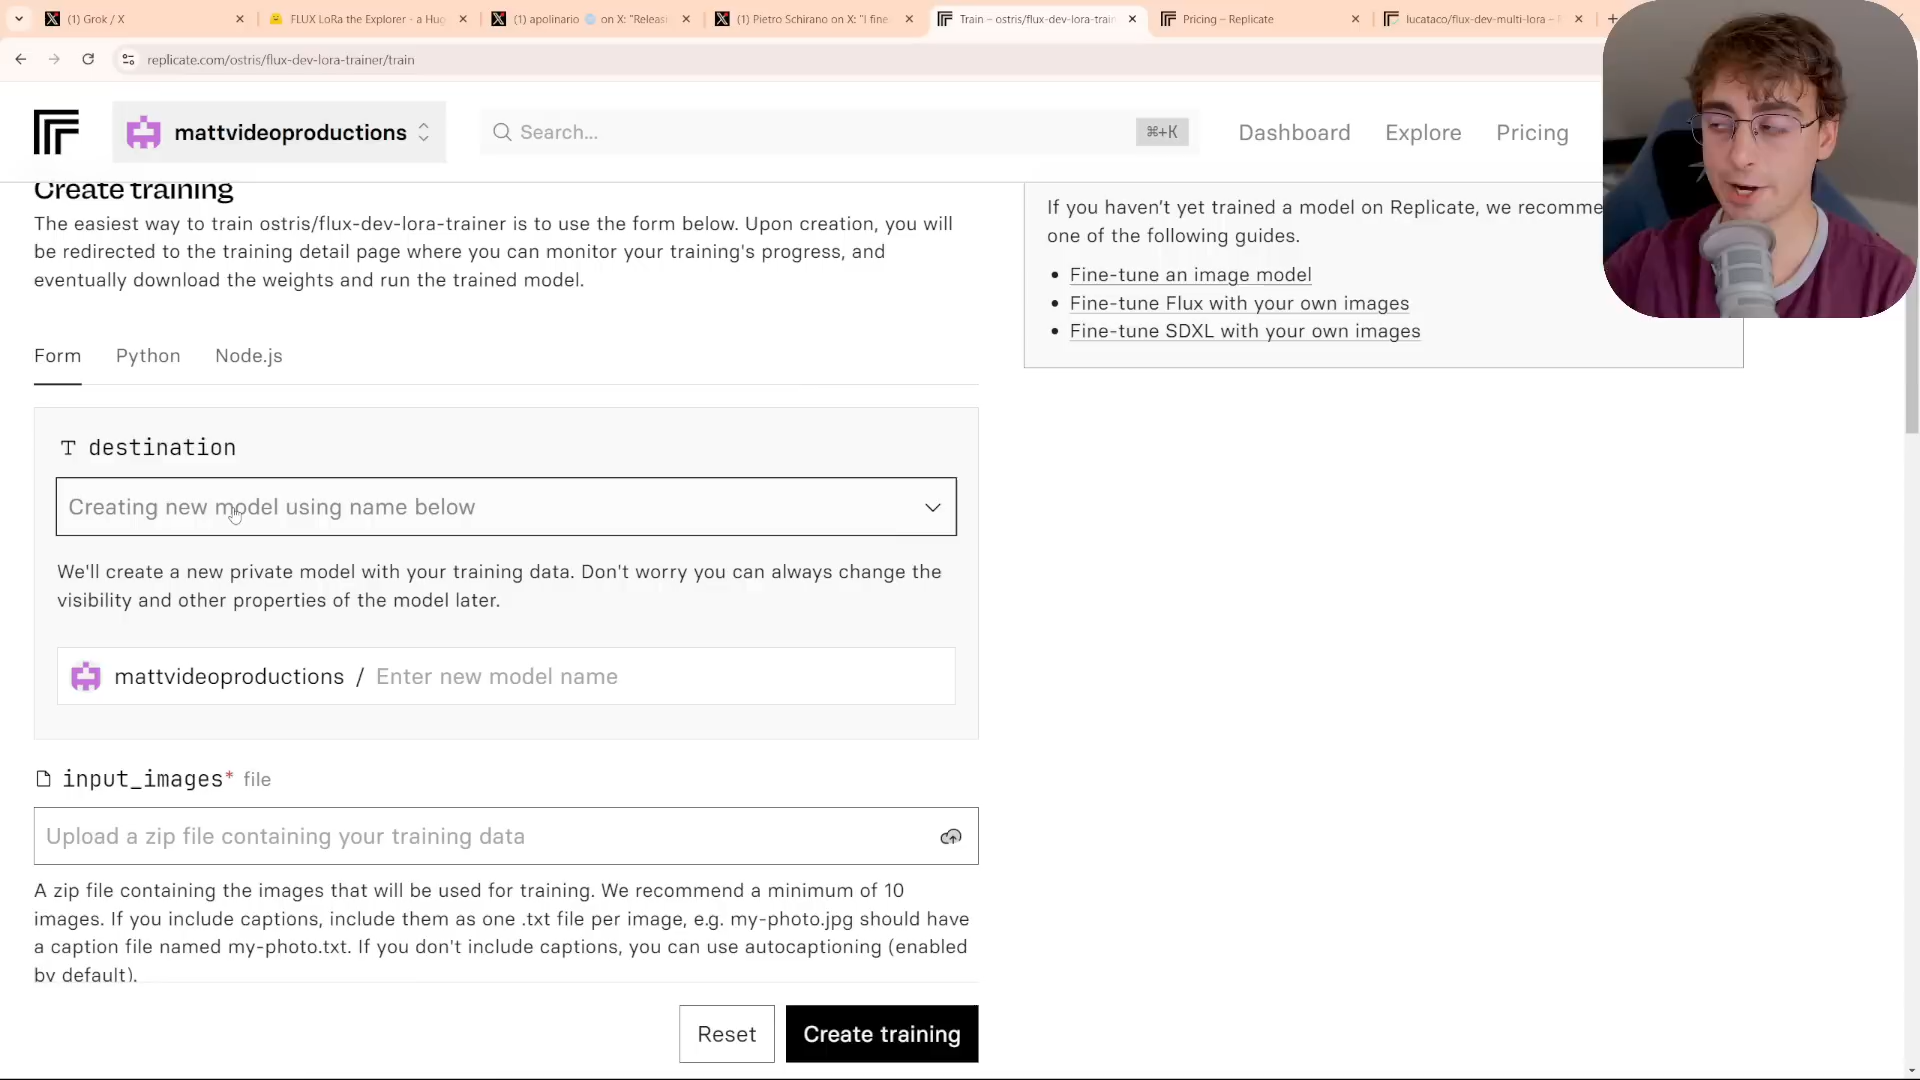 (1) Grok / X
FLUX LoRa the Explorer - a Hug
(1) apolinario on X: "Releas
(1) Pietro Schirano on X: "I fine
Train – ostris/flux-dev-lora-train
Pricing – Replicate
lucataco/flux-dev-multi-lora –
replicate.com/ostris/flux-dev-lora-trainer/train
mattvideoproductions
Search...
⌘+K
Dashboard
Explore
Pricing
Create training
The easiest way to train ostris/flux-dev-lora-trainer is to use the form below. Upon creation, you will
be redirected to the training detail page where you can monitor your training's progress, and
eventually download the weights and run the trained model.
If you haven't yet trained a model on Replicate, we recomme
one of the following guides.
• Fine-tune an image model
• Fine-tune Flux with your own images
• Fine-tune SDXL with your own images
Form
Python
Node.js
destination
Creating new model using name below
We'll create a new private model with your training data. Don't worry you can always change the
visibility and other properties of the model later.
mattvideoproductions / Enter new model name
input_images* file
Upload a zip file containing your training data
A zip file containing the images that will be used for training. We recommend a minimum of 10
images. If you include captions, include them as one .txt file per image, e.g. my-photo.jpg should have
a caption file named my-photo.txt. If you don't include captions, you can use autocaptioning (enabled
by default).
Reset
Create training